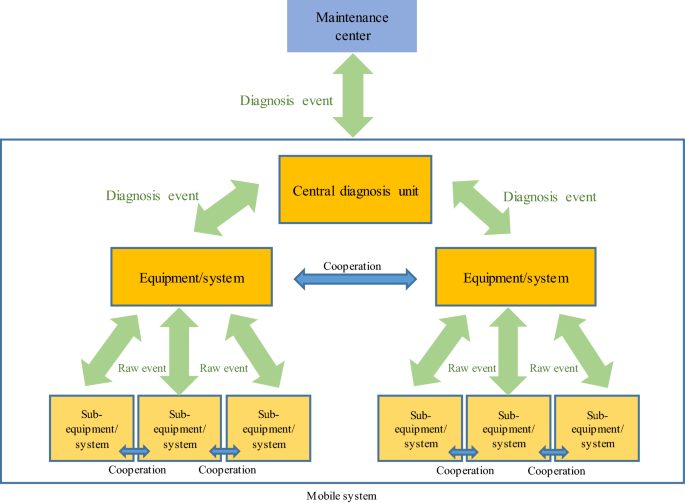 Maintenance
center
Diagnosis event
Central diagnosis unit
Diagnosis event
Diagnosis event
Equipment/system
Cooperation
Equipment/system
Raw event
Raw event
Raw event
Raw event
Sub-
equipment/
system
Sub-
equipment/
system
Sub-
equipment/
system
Cooperation
Cooperation
Sub-
equipment/
system
Sub-
equipment/
system
Sub-
equipment/
system
Cooperation
Cooperation
Mobile system